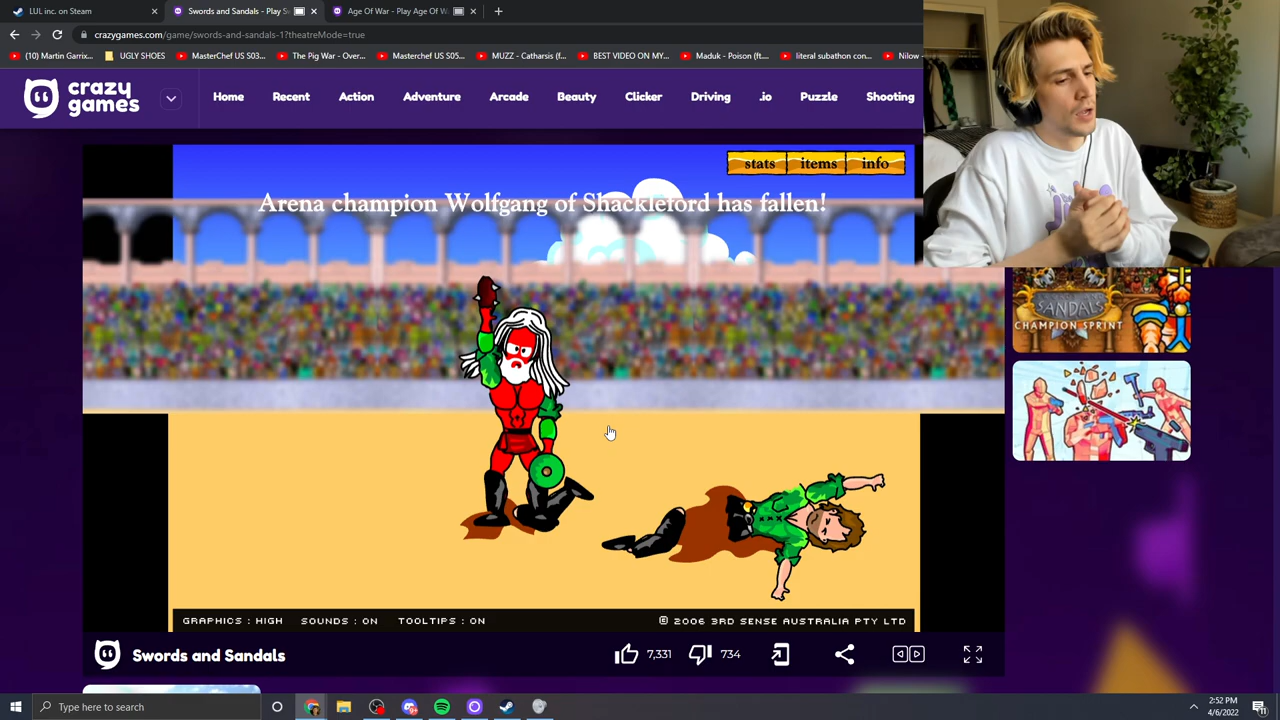 LUL inc. on Steam
Swords and Sandals - Play Sw
Age Of War - Play Age Of W
crazygames.com/game/swords-and-sandals-1?theatreMode=true
(10) Martin Garrix...
UGLY SHOES
MasterChef US S03...
The Pig War - Over...
Masterchef US S05...
MUZZ - Catharsis (f...
BEST VIDEO ON MY...
Maduk - Poison (ft....
literal subathon con...
Nilow
crazy games
Home
Recent
Action
Adventure
Arcade
Beauty
Clicker
Driving
.io
Puzzle
Shooting
stats
items
info
Arena champion Wolfgang of Shackleford has fallen!
SANDALS
CHAMPION SPRINT
GRAPHICS : HIGH
SOUNDS : ON
TOOLTIPS : ON
© 2006 3RD SENSE AUSTRALIA PTY LTD
Swords and Sandals
7,331
734
Type here to search
2:52 PM
4/6/2022